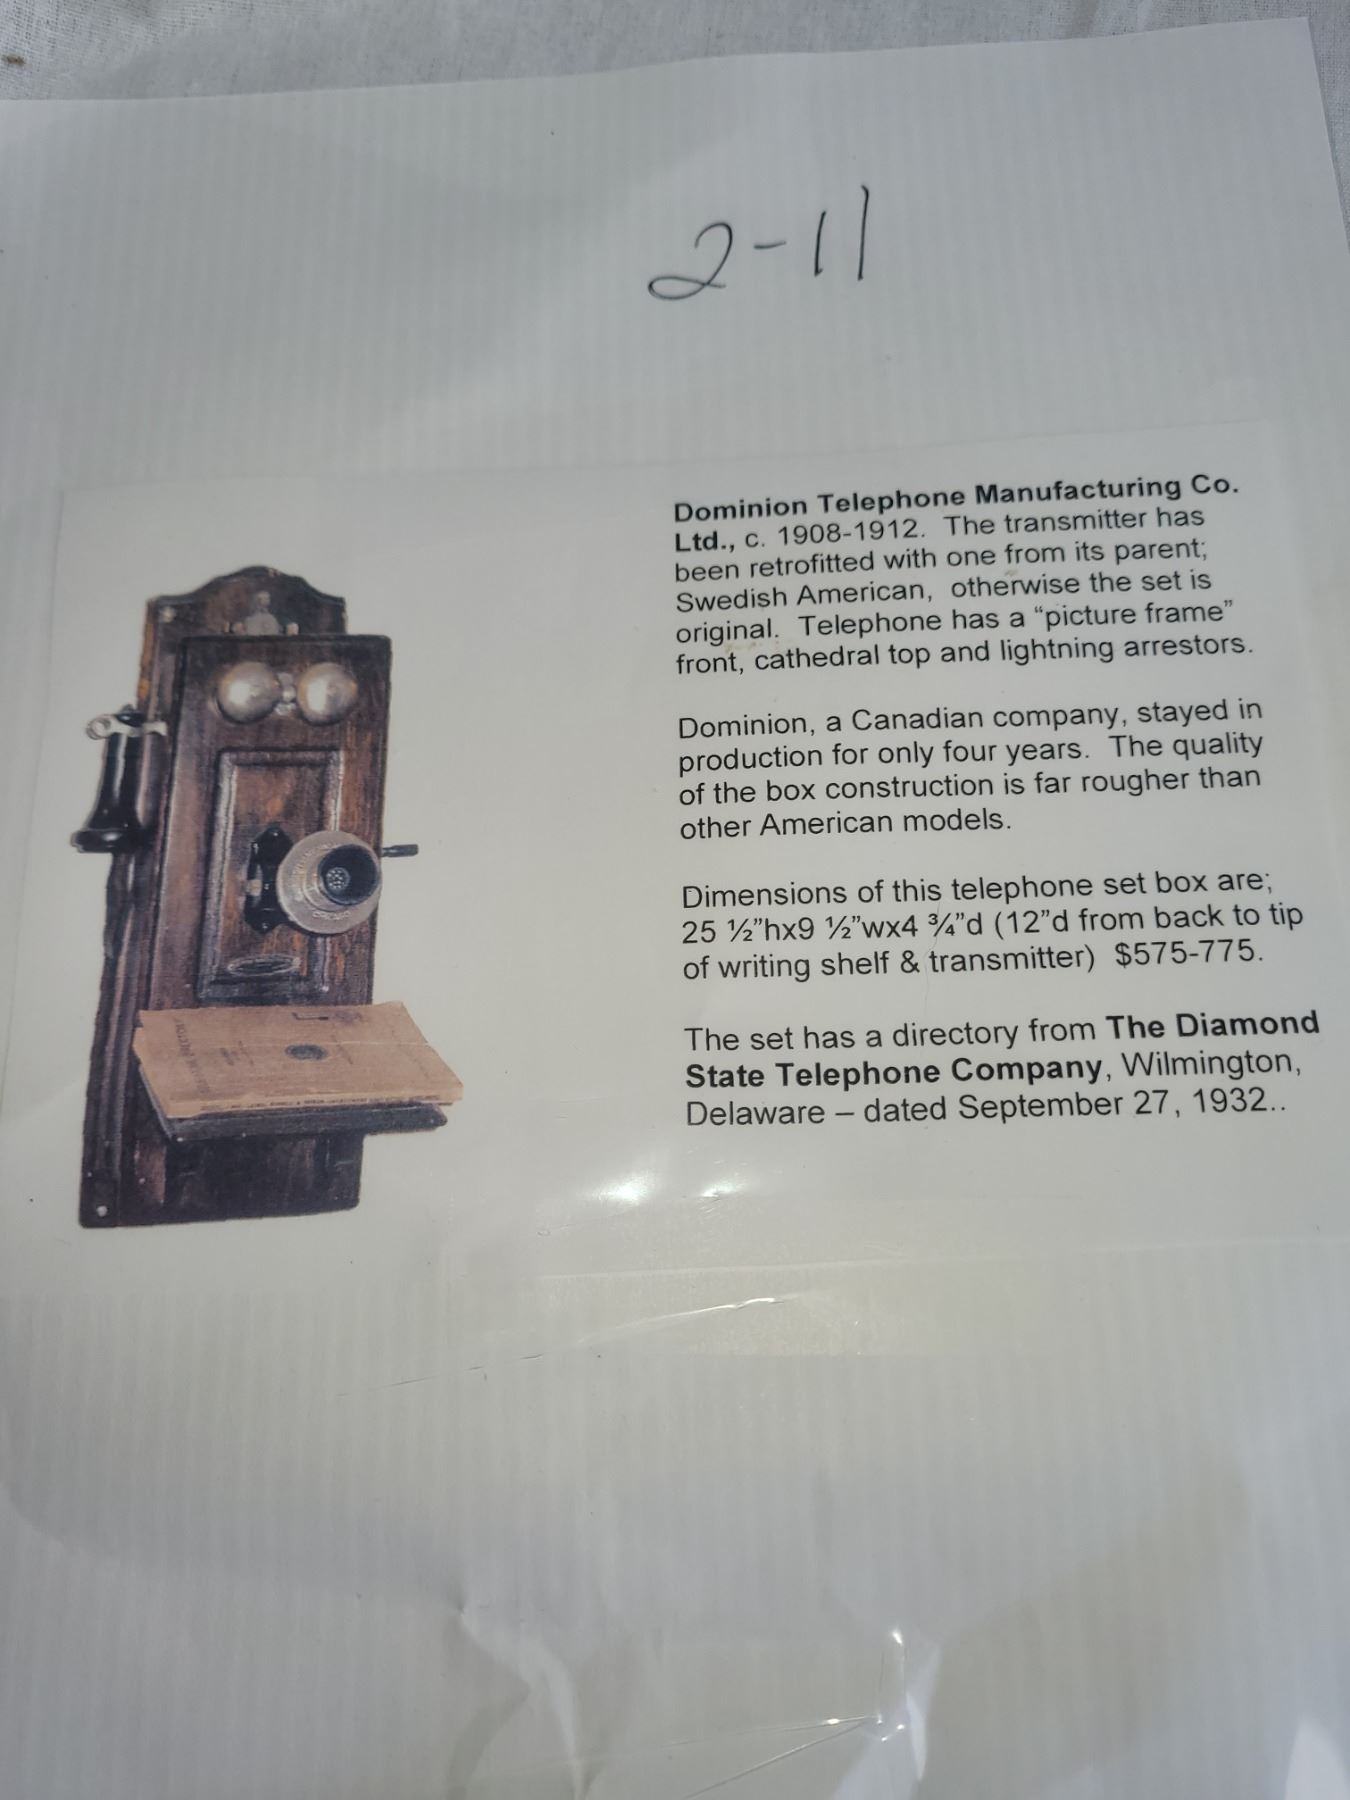 2-11
Dominion Telephone Manufacturing Co.
Ltd., c. 1908-1912. The transmitter has
been retrofitted with one from its parent;
Swedish American, otherwise the set is
original. Telephone has a “picture frame”
front, cathedral top and lightning arrestors.
Dominion, a Canadian company, stayed in
production for only four years. The quality
of the box construction is far rougher than
other American models.
Dimensions of this telephone set box are;
25 ½”hx9 ½”wx4 ¾”d (12”d from back to tip
of writing shelf & transmitter) $575-775.
The set has a directory from The Diamond
State Telephone Company, Wilmington,
Delaware – dated September 27, 1932..
CHICAGO